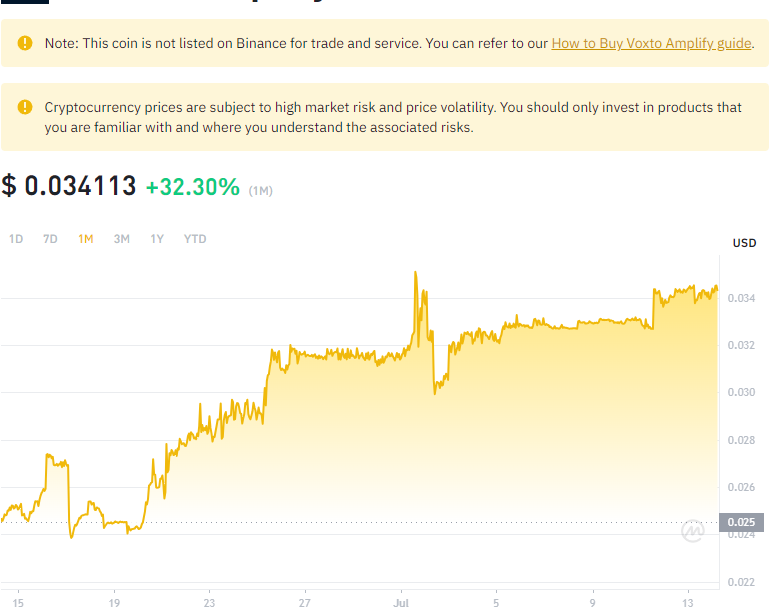 Note: This coin is not listed on Binance for trade and service. You can refer to our How to Buy Voxto Amplify guide.
Cryptocurrency prices are subject to high market risk and price volatility. You should only invest in products that
you are familiar with and where you understand the associated risks.
$ 0.034113 +32.30% (1M)
1D 7D 1M 3M 1Y YTD
USD
0.034
0.032
0.030
0.028
0.026
0.025
0.024
0.022
15 19 23 27 Jul 5 9 13